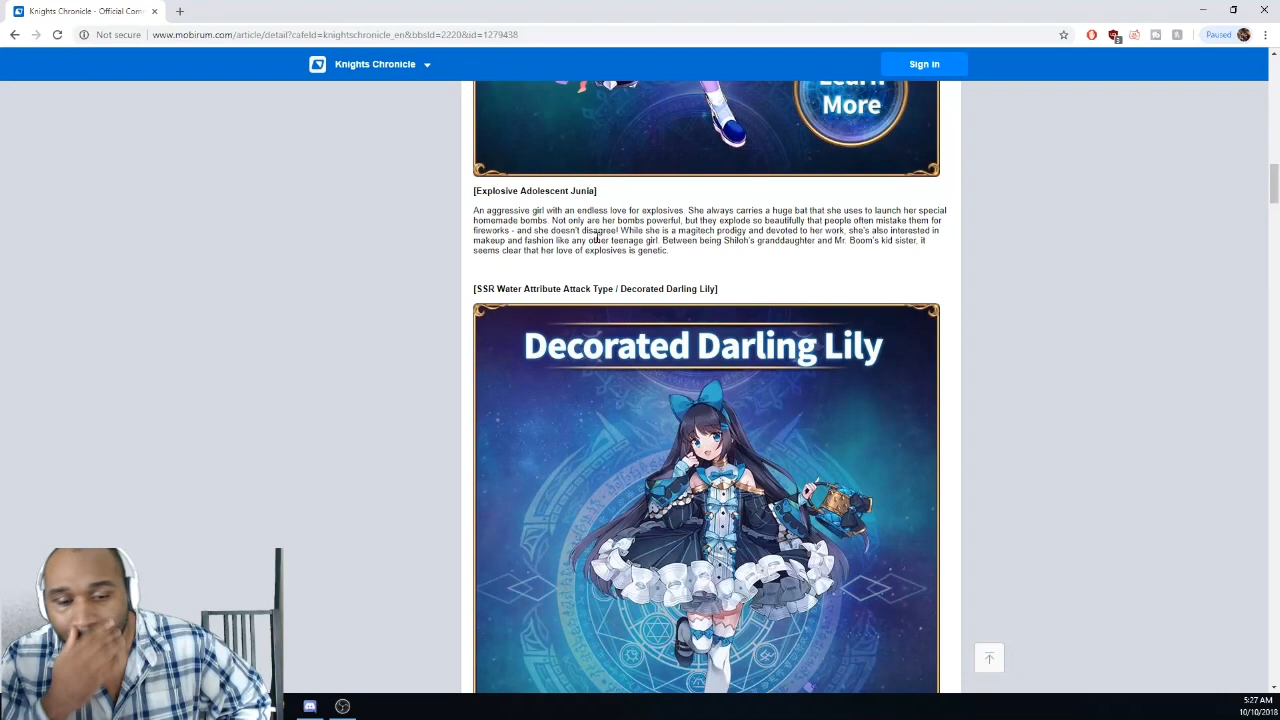 Knights Chronicle - Official Com
Not secure
www.mobirum.com/article/detail?cafeId=knightschronicle_en&bbsId=2220&id=1279438
Paused
Knights Chronicle
Sign in
Learn
More
[Explosive Adolescent Junia]
An aggressive girl with an endless love for explosives. She always carries a huge bat that she uses to launch her special
homemade bombs. Not only are her bombs powerful, but they explode so beautifully that people often mistake them for
fireworks - and she doesn't disagree! While she is a magitech prodigy and devoted to her work, she's also interested in
makeup and fashion like any other teenage girl. Between being Shiloh's granddaughter and Mr. Boom's kid sister, it
seems clear that her love of explosives is genetic.
[SSR Water Attribute Attack Type / Decorated Darling Lily]
Decorated Darling Lily
5:27 AM
10/10/2018